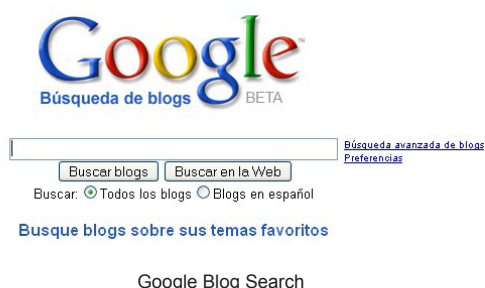 Google™
Búsqueda de blogs BETA
Búsqueda avanzada de blogs
Preferencias
Buscar blogs Buscar en la Web
Buscar: Todos los blogs Blogs en español
Busque blogs sobre sus temas favoritos
Google Blog Search